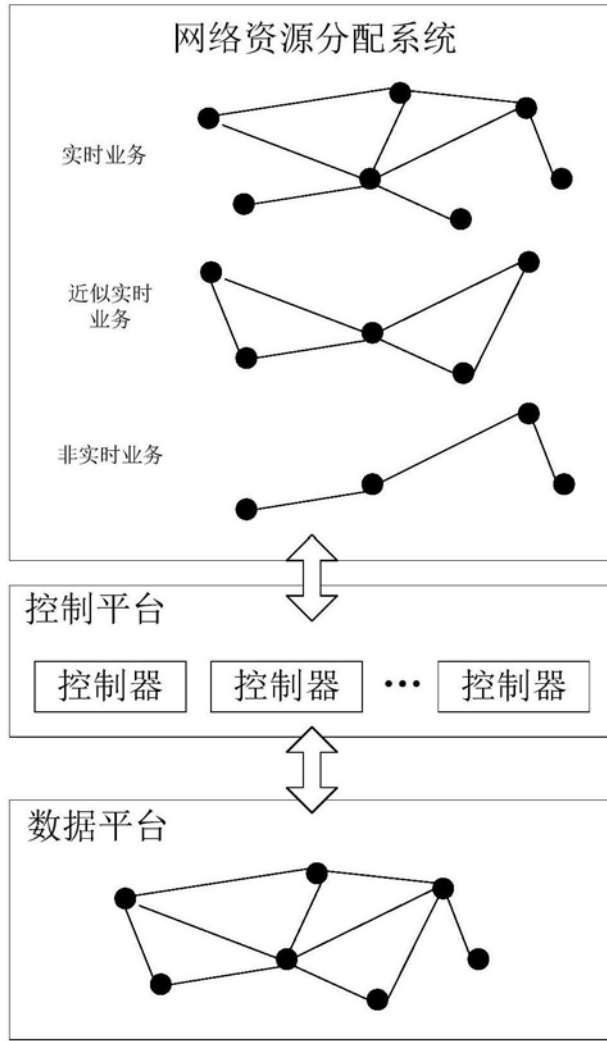 网络资源分配系统
实时业务
近似实时
业务
非实时业务
控制平台
控制器 控制器 ••• 控制器
数据平台